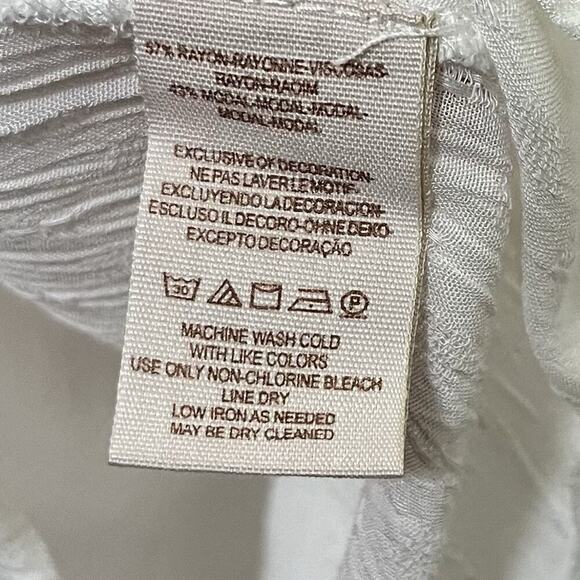 57% RAYON-RAYONNE-VISCOSAS-
RAYON-RADIM
43% MODAL-MODAL-MODAL-
MODAL-MODAL
EXCLUSIVE OF DECORATION-
NE PAS LAVER LE MOTIF-
EXCLUYENDO LA DECORACION-
ESCLUSO IL DECORO-OHNE DEKO-
EXCEPTO DECORAÇÃO
30 P
MACHINE WASH COLD
WITH LIKE COLORS
USE ONLY NON-CHLORINE BLEACH
LINE DRY
LOW IRON AS NEEDED
MAY BE DRY CLEANED